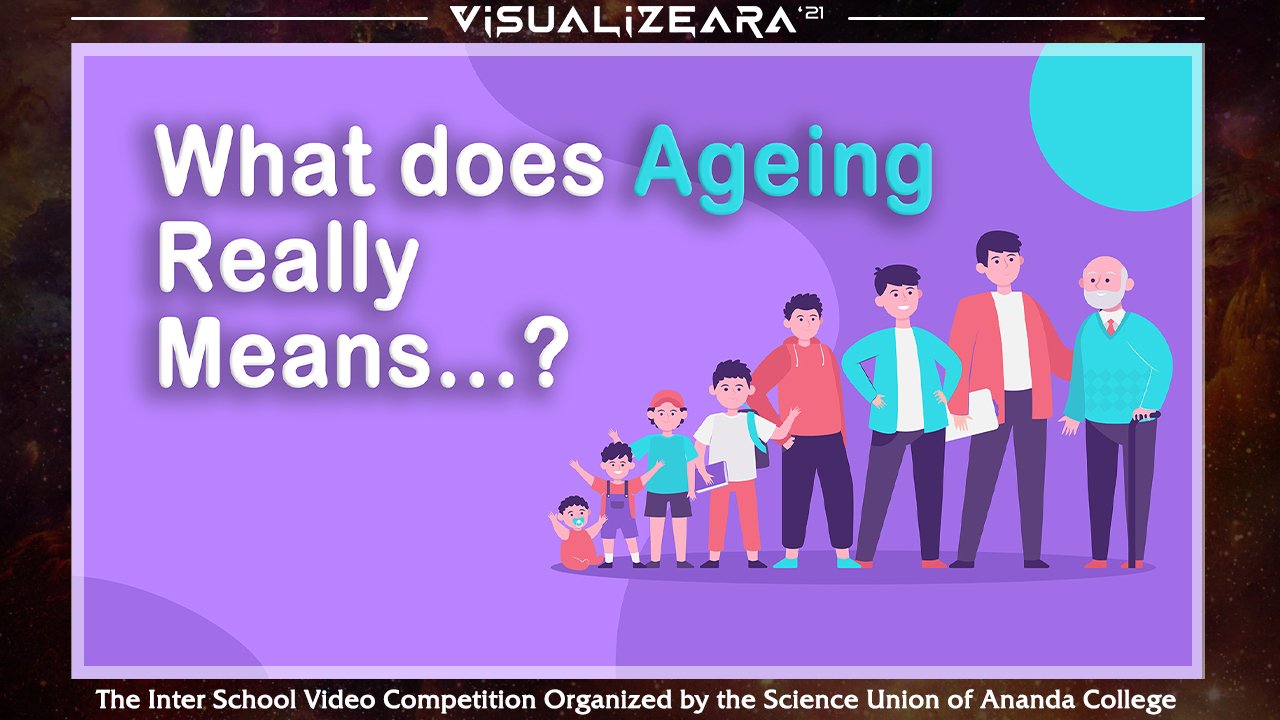 ViSUALiZEARA '21
What does Ageing
Really
Means...?
The Inter School Video Competition Organized by the Science Union of Ananda College